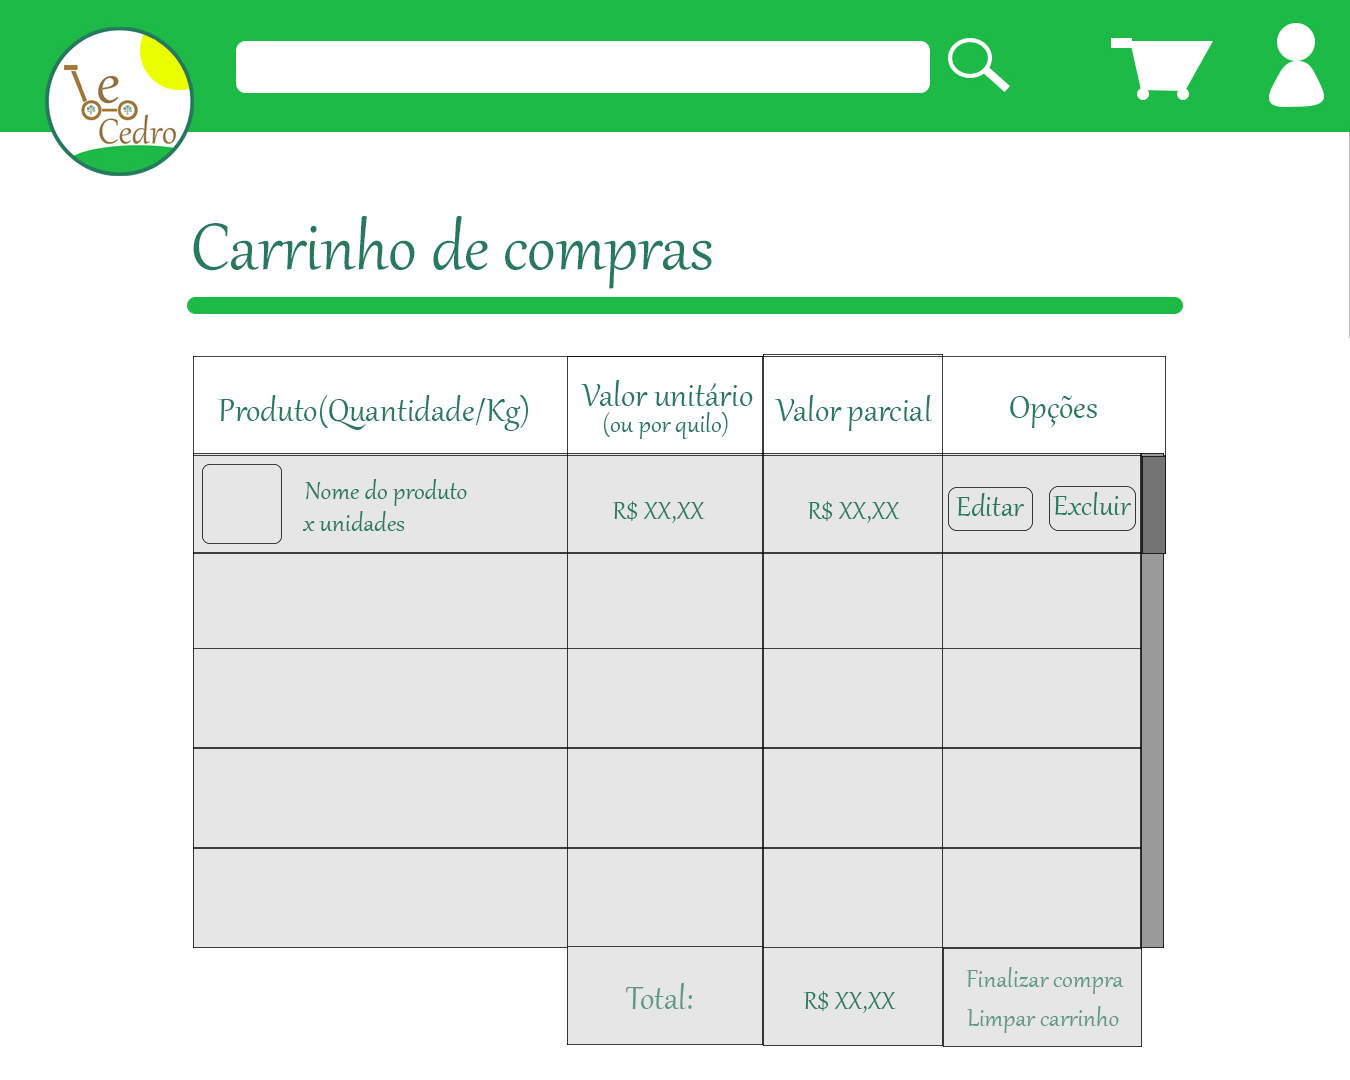 e
Cedro
Carrinho de compras
Produto(Quantidade/Kg)
Valor unitário
(ou por quilo)
Valor parcial
Opções
Nome do produto
x unidades
R$ XX,XX
R$ XX,XX
Editar
Excluir
Total:
R$ XX,XX
Finalizar compra
Limpar carrinho